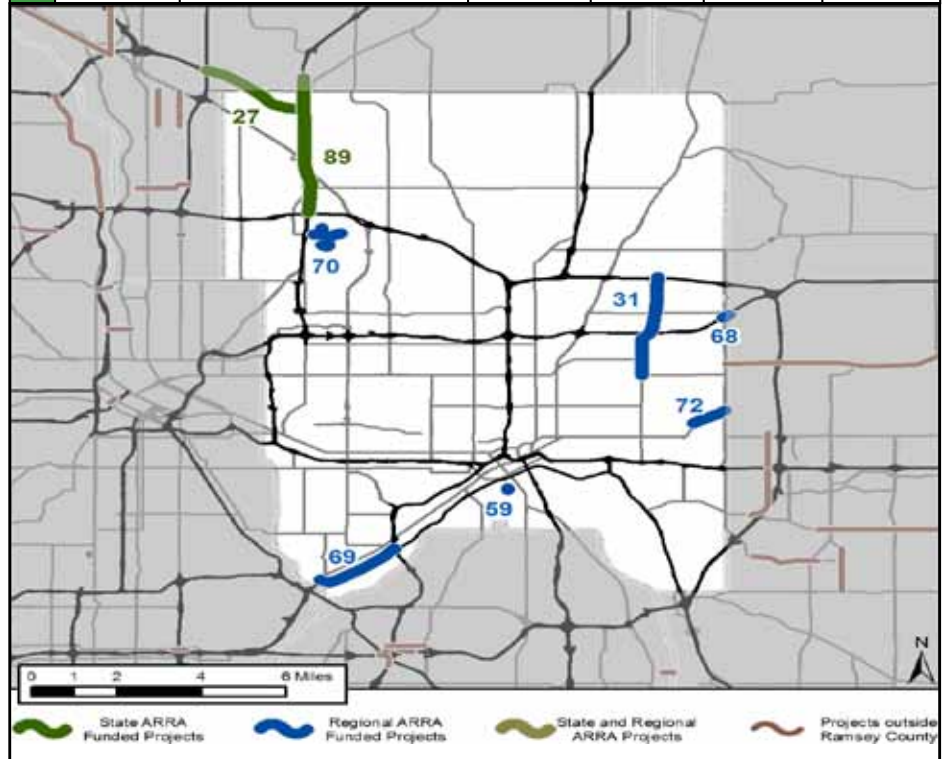 27
89
70
31
68
72
59
69
N
0 1 2 4 6 Miles
State ARRA
Funded Projects
Regional ARRA
Funded Projects
State and Regional
ARRA Projects
Projects outside
Ramsey County